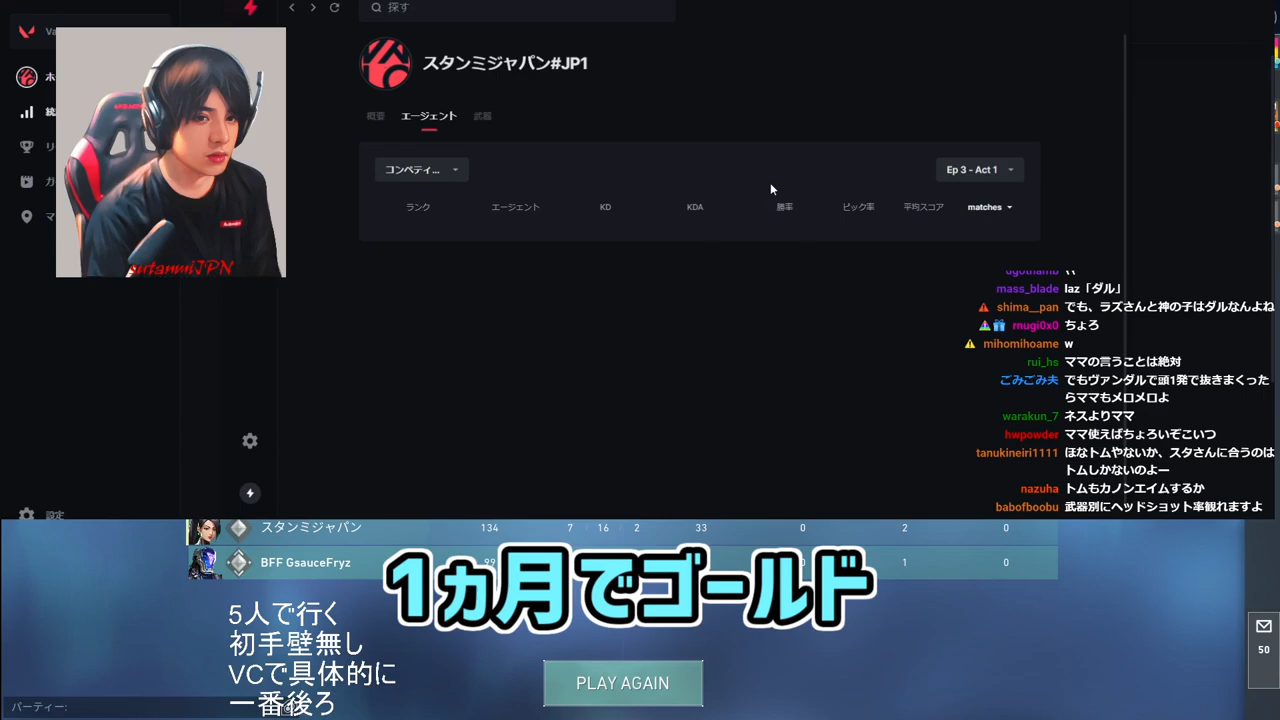 探す
Va
スタンミジャパン#JP1
概要 エージェント 武器
コンペティ... Ep 3 - Act 1
ランク エージェント KD KDA 勝率 ピック率 平均スコア matches
sutanmiJPN
mass_blade laz「ダル」
shima__pan でも、ラズさんと神の子はダルなんよね
rnugi0x0 ちょろ
mihomihoame w
rui_hs ママの言うことは絶対
ごみごみ夫 でもヴァンダルで頭1発で抜きまくった
らママもメロメロよ
warakun_7 ネスよりママ
hwpowder ママ使えばちょろいぞこいつ
tanukineiri1111 ほなトムやないか、スタさんに合うのは
トムしかないのよー
nazuha トムもカノンエイムするか
babofboobu 武器別にヘッドショット率観れますよ
設定
スタンミジャパン 134 7 16 2 33 0 2 0
BFF GsauceFryz 1 0
1ヵ月でゴールド
5人で行く
初手壁無し
VCで具体的に
一番後ろ
PLAY AGAIN
50
パーティー: